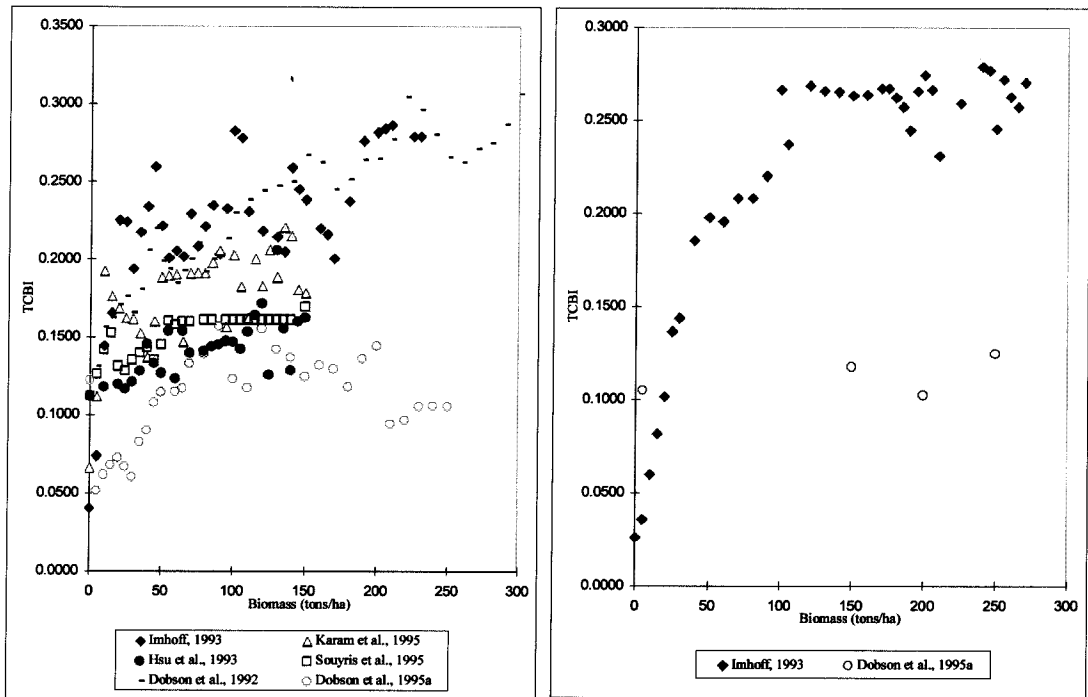 0.3500
0.3000
0.2500
0.2000
0.1500
0.1000
0.0500
0.0000
TCBI
0 50 100 150 200 250 300
Biomass (tons/ha)
Imhoff, 1993 Karam et al., 1995
Hsu et al., 1993 Souyris et al., 1995
Dobson et al., 1992 Dobson et al., 1995a
0.3000
0.2500
0.2000
0.1500
0.1000
0.0500
0.0000
TCBI
0 50 100 150 200 250 300
Biomass (tons/ha)
Imhoff, 1993 Dobson et al., 1995a